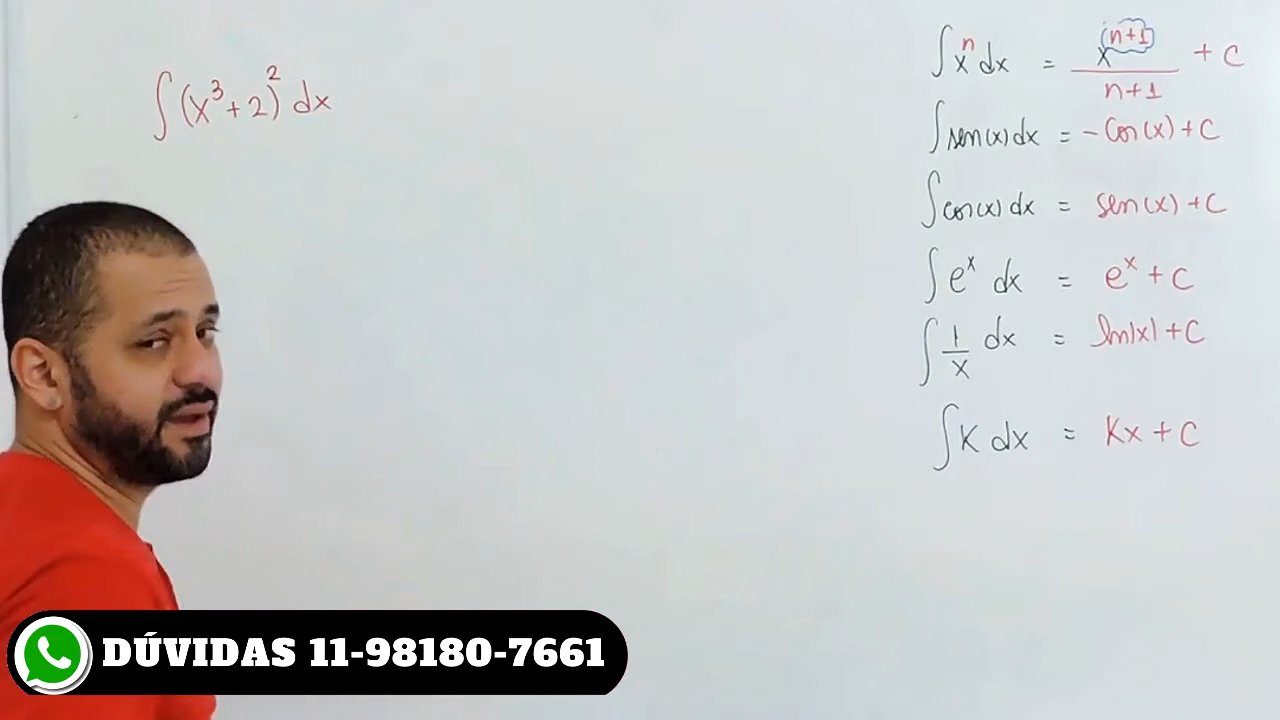 ∫(x³+2)² dx
∫xⁿ dx = x⁽ⁿ⁺¹⁾/n+1 + C
∫sen(x) dx = -cos(x) + C
∫cos(x) dx = sen(x) + C
∫eˣ dx = eˣ + C
∫1/x dx = ln|x| + C
∫K dx = Kx + C
DÚVIDAS 11-98180-7661